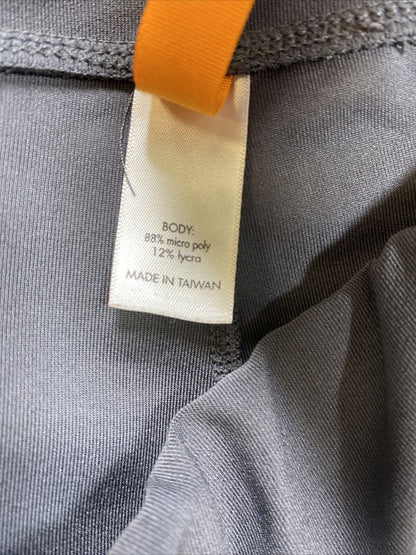 BODY:
88% micro poly
12% lycra
MADE IN TAIWAN